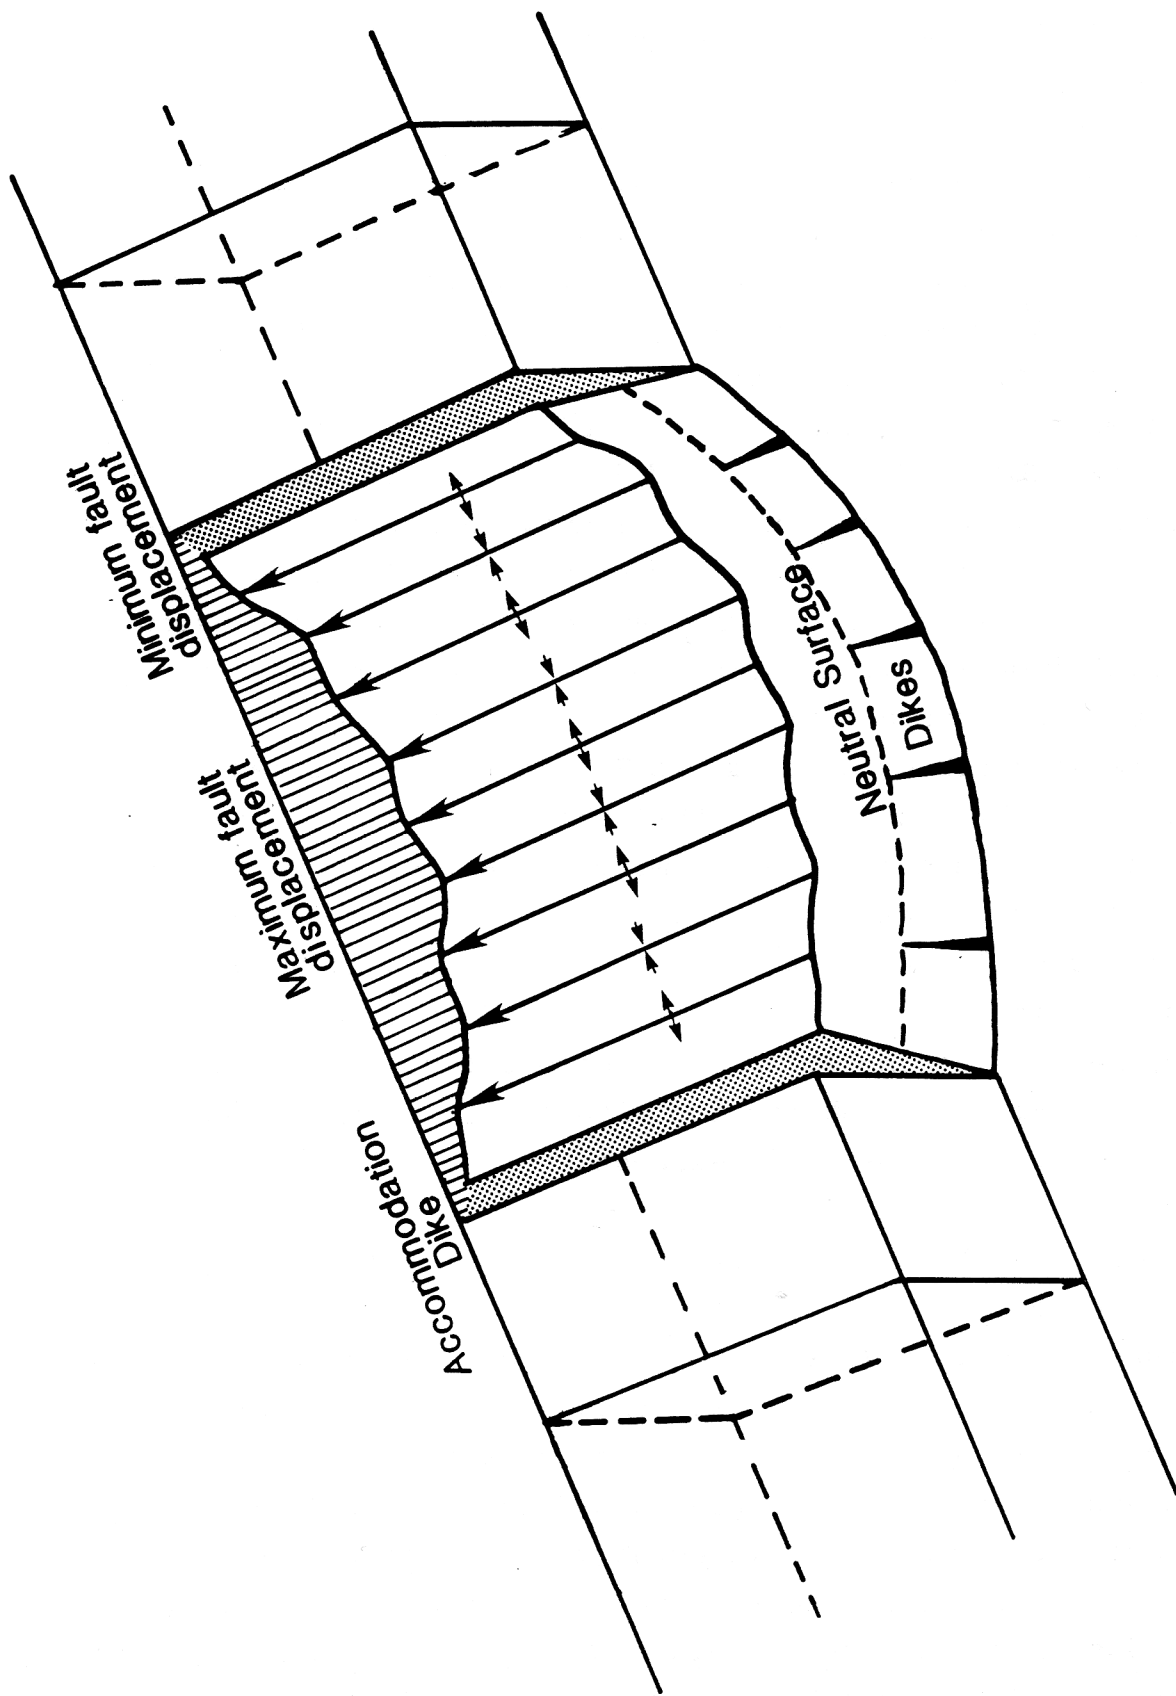 Minimum fault
displacement
Maximum fault
displacement
Accommodation
Dike
Neutral Surface
Dikes